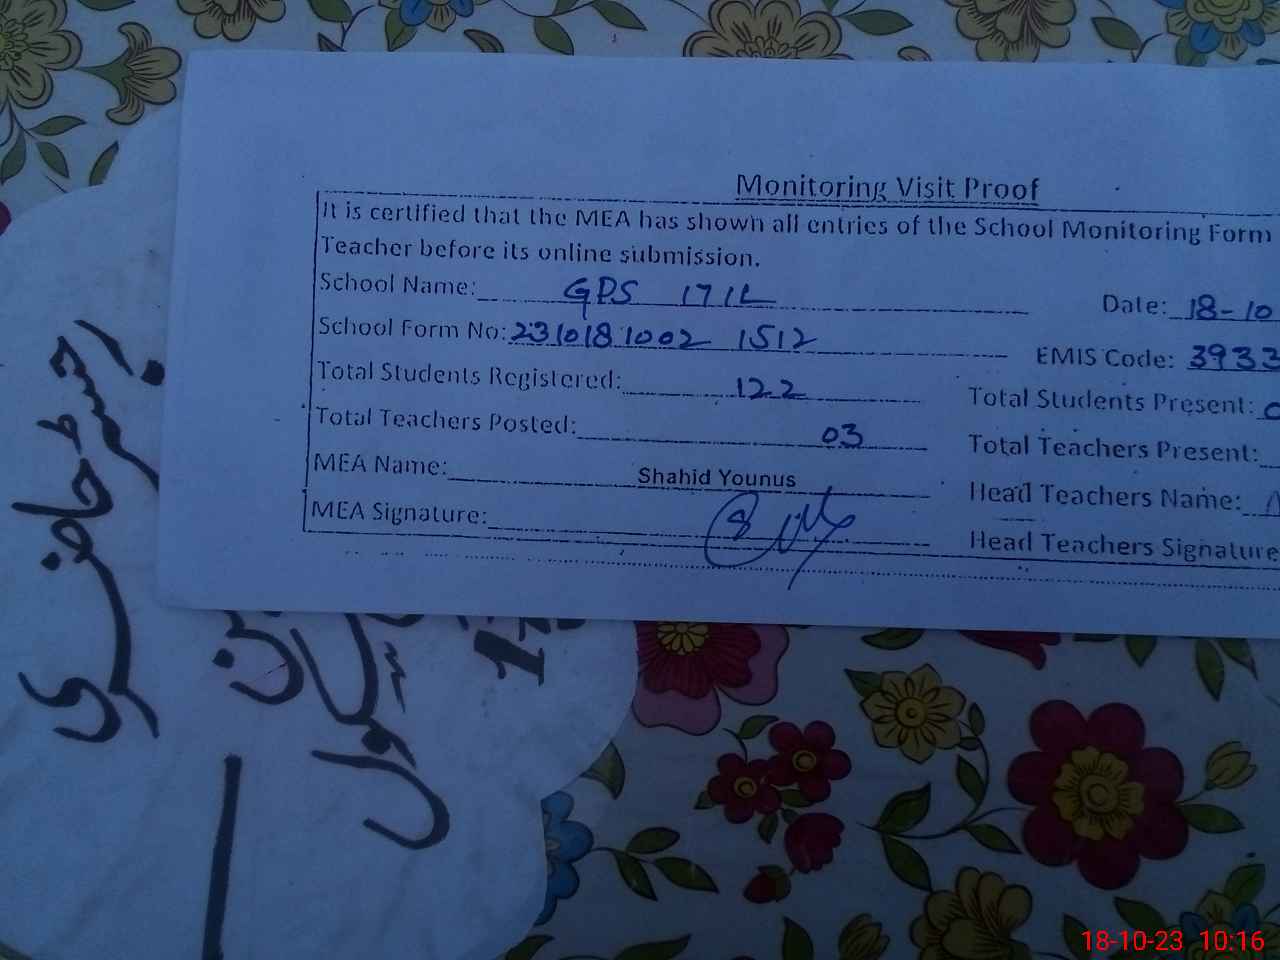 Monitoring Visit Proof
It is certified that the MEA has shown all entries of the School Monitoring Form
Teacher before its online submission.
School Name: GPS 171L
Date: 18-10
School Form No: 2310181002 1512
EMIS Code: 3933
Total Students Registered: 122
Total Students Present:
Total Teachers Posted: 03
Total Teachers Present:
MEA Name: Shahid Younus
Head Teachers Name:
MEA Signature:
Head Teachers Signature
رجسٹر حاضری
18-10-23 10:16